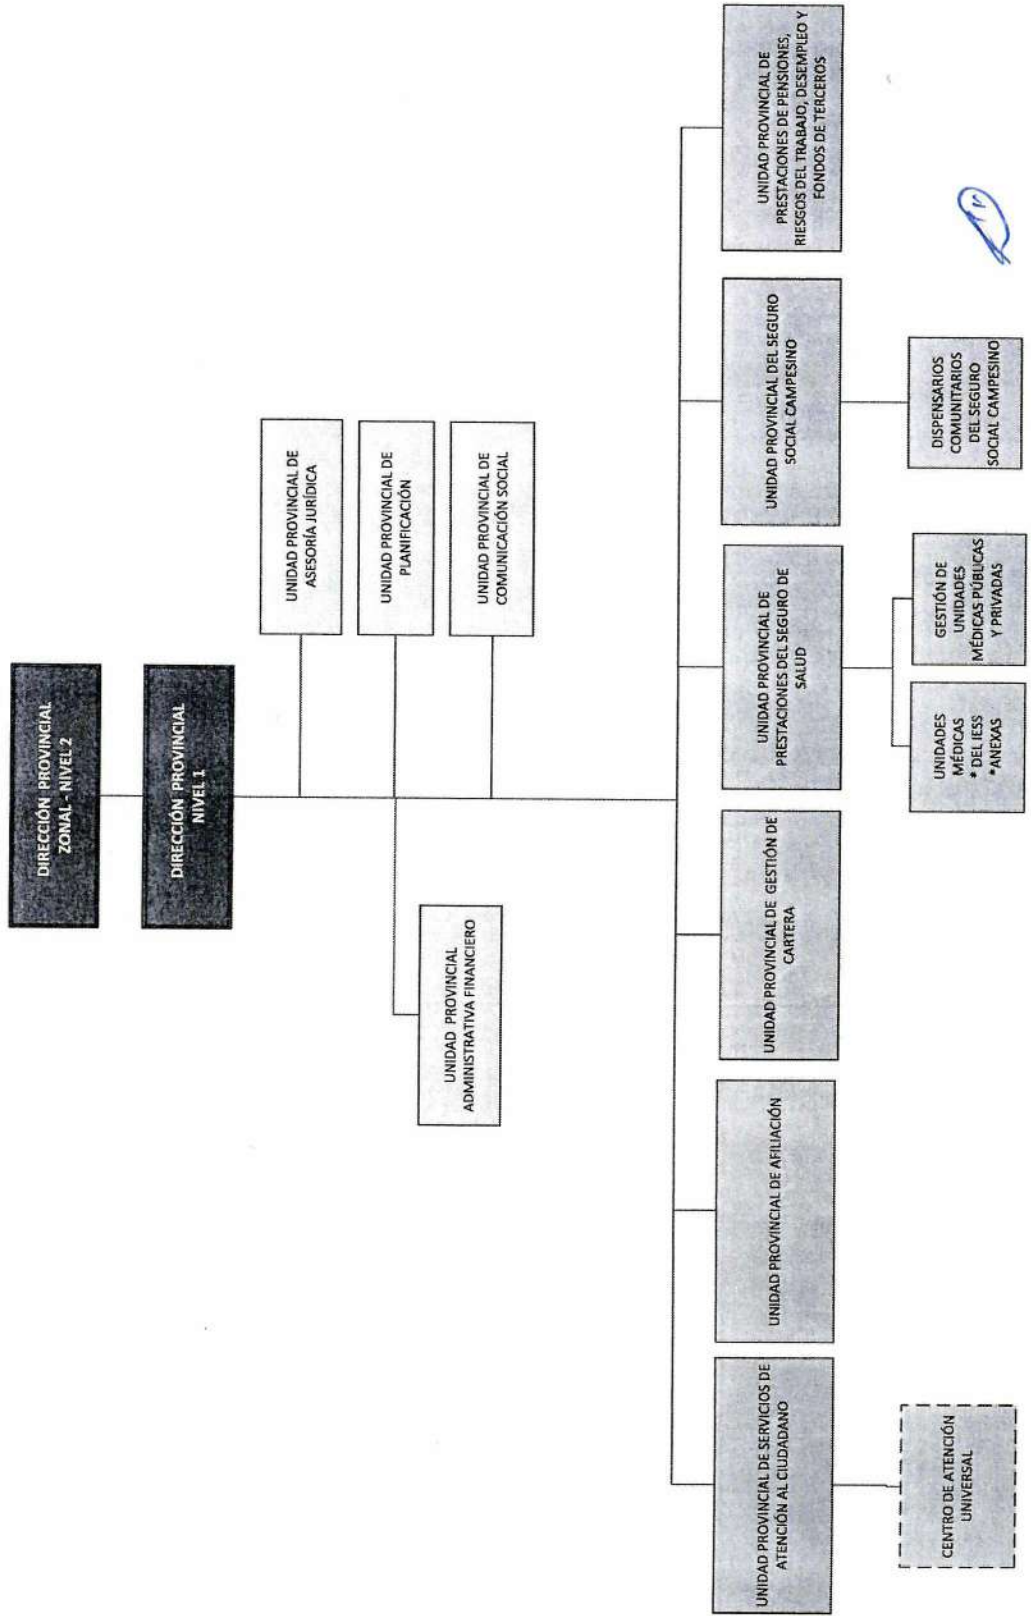 DIRECCIÓN PROVINCIAL
ZONAL - NIVEL 2
DIRECCIÓN PROVINCIAL
NIVEL 1
UNIDAD PROVINCIAL DE
ASESORÍA JURÍDICA
UNIDAD PROVINCIAL DE
PLANIFICACIÓN
UNIDAD PROVINCIAL DE
COMUNICACIÓN SOCIAL
UNIDAD PROVINCIAL
ADMINISTRATIVA FINANCIERO
UNIDAD PROVINCIAL DE SERVICIOS DE
ATENCIÓN AL CIUDADANO
UNIDAD PROVINCIAL DE AFILIACIÓN
UNIDAD PROVINCIAL DE GESTIÓN DE
CARTERA
UNIDAD PROVINCIAL DE
PRESTACIONES DEL SEGURO DE
SALUD
UNIDAD PROVINCIAL DEL SEGURO
SOCIAL CAMPESINO
UNIDAD PROVINCIAL DE
PRESTACIONES DE PENSIONES,
RIESGOS DEL TRABAJO, DESEMPLEO Y
FONDOS DE TERCEROS
CENTRO DE ATENCIÓN
UNIVERSAL
UNIDADES
MÉDICAS
* DEL IESS
*ANEXAS
GESTIÓN DE
UNIDADES
MÉDICAS PÚBLICAS
Y PRIVADAS
DISPENSARIOS
COMUNITARIOS
DEL SEGURO
SOCIAL CAMPESINO